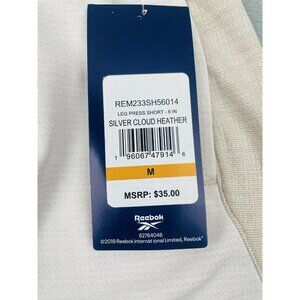 REM233SH56014
LEG PRESS SHORT - 8 IN
SILVER CLOUD HEATHER
1 96067 47914 6
M
MSRP: $35.00
Reebok
62764048
©2019 Reebok International Limited, Reebok®